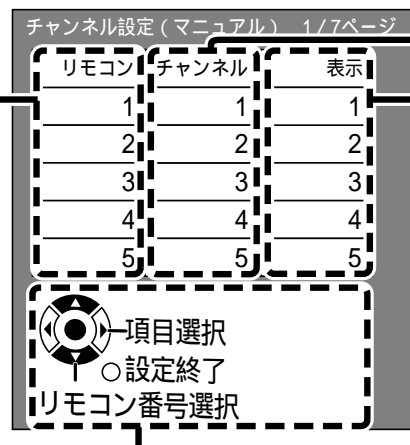 チャンネル設定(マニュアル) 1/7ページ
リモコン チャンネル 表示
1 1 1
2 2 2
3 3 3
4 4 4
5 5 5
項目選択
○設定終了
リモコン番号選択